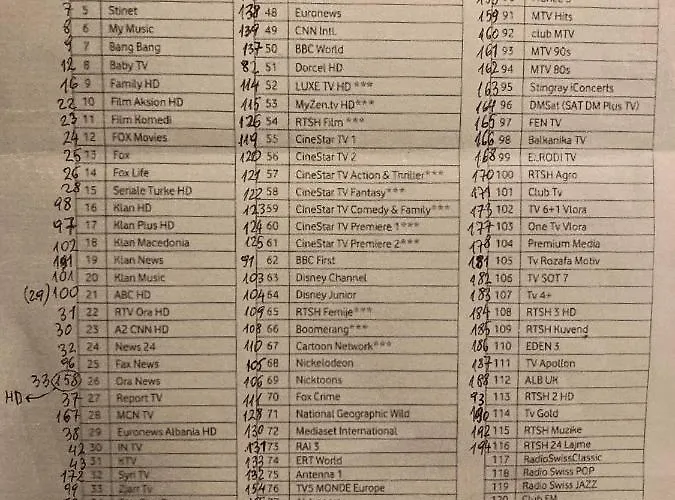 7 5 Stinet
8 6 My Music
9 7 Bang Bang
12 8 Baby TV
16 9 Family HD
22 10 Film Aksion HD
23 11 Film Komedi
24 12 FOX Movies
25 13 Fox
26 14 Fox Life
28 15 Seriale Turke HD
98 16 Klan HD
97 17 Klan Plus HD
102 18 Klan Macedonia
191 19 Klan News
101 20 Klan Music
(29) 100 21 ABC HD
31 22 RTV Ora HD
30 23 A2 CNN HD
32 24 News 24
96 25 Fax News
33 158 26 Ora News
HD 37 27 Report TV
167 28 MCN TV
38 29 Euronews Albania HD
42 30 IN TV
43 31 KTV
172 32 Syri TV
99 33 Zjarr TV
138 48 Euronews
139 49 CNN Intl.
137 50 BBC World
82 51 Dorcel HD
114 52 LUXE TV HD***
115 53 MyZen.tv HD***
126 54 RTSH Film***
119 55 CineStar TV 1
120 56 CineStar TV 2
121 57 CineStar TV Action & Thriller***
122 58 CineStar TV Fantasy***
123 59 CineStar TV Comedy & Family***
124 60 CineStar TV Premiere 1***
125 61 CineStar TV Premiere 2***
91 62 BBC First
103 63 Disney Channel
104 64 Disney Junior
109 65 RTSH Femije***
108 66 Boomerang***
110 67 Cartoon Network***
105 68 Nickelodeon
106 69 Nicktoons
111 70 Fox Crime
128 71 National Geographic Wild
130 72 Mediaset International
131 73 RAI 3
133 74 ERT World
132 75 Antenna 1
154 76 TV5 MONDE Europe
159 91 MTV Hits
160 92 club MTV
161 93 MTV 90s
162 94 MTV 80s
163 95 Stingray iConcerts
164 96 DMSat (SAT DM Plus TV)
165 97 FEN TV
166 98 Balkanika TV
168 99 ELRODI TV
170 100 RTSH Agro
171 101 Club Tv
173 102 TV 6+1 Vlora
177 103 One Tv Vlora
178 104 Premium Media
181 105 Tv Rozafa Motiv
182 106 TV SOT 7
183 107 Tv 4+
184 108 RTSH 3 HD
185 109 RTSH Kuvend
186 110 EDEN 3
187 111 Tv Apollon
188 112 ALB UK
93 113 RTSH 2 HD
190 114 Tv Gold
192 115 RTSH Muzike
194 116 RTSH 24 Lajme
117 RadioSwissClassic
118 Radio Swiss POP
119 Radio Swiss JAZZ